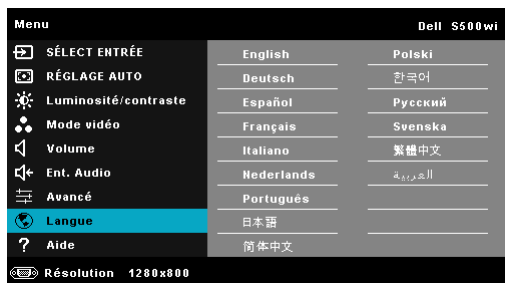 Menu Dell S500wi
SÉLECT ENTRÉE
RÉGLAGE AUTO
Luminosité/contraste
Mode vidéo
Volume
Ent. Audio
Avancé
Langue
Aide
English
Deutsch
Español
Français
Italiano
Nederlands
Português
日本語
简体中文
Polski
한국어
Русский
Svenska
繁體中文
العربية
Résolution 1280x800